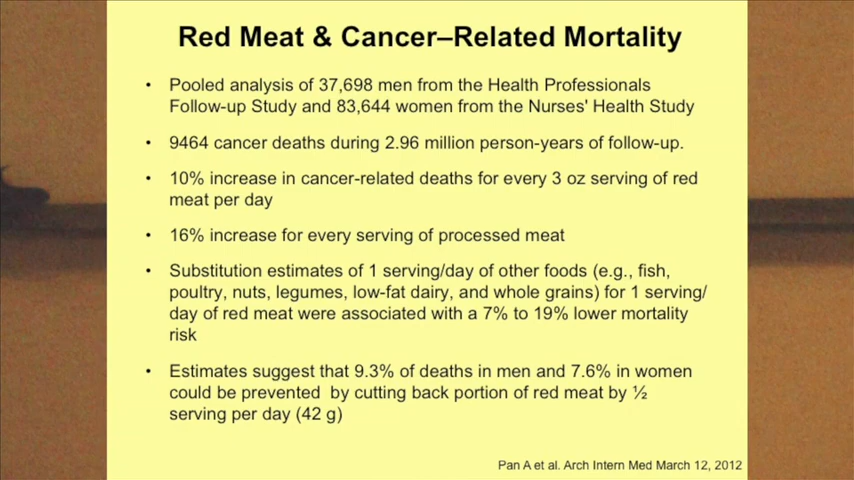 Red Meat & Cancer–Related Mortality
• Pooled analysis of 37,698 men from the Health Professionals
Follow-up Study and 83,644 women from the Nurses' Health Study
• 9464 cancer deaths during 2.96 million person-years of follow-up.
• 10% increase in cancer-related deaths for every 3 oz serving of red
meat per day
• 16% increase for every serving of processed meat
• Substitution estimates of 1 serving/day of other foods (e.g., fish,
poultry, nuts, legumes, low-fat dairy, and whole grains) for 1 serving/
day of red meat were associated with a 7% to 19% lower mortality
risk
• Estimates suggest that 9.3% of deaths in men and 7.6% in women
could be prevented by cutting back portion of red meat by ½
serving per day (42 g)
Pan A et al. Arch Intern Med March 12, 2012